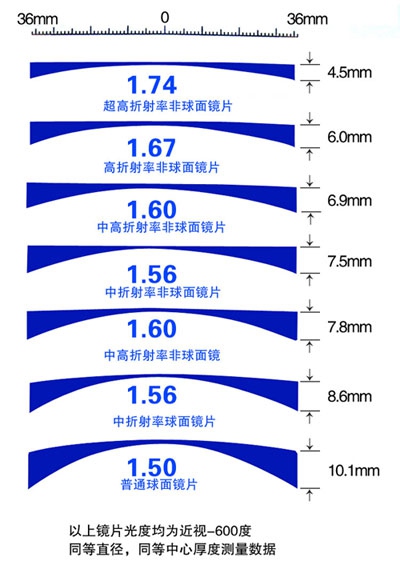 36mm 0 36mm
1.74
超高折射率非球面镜片
4.5mm
1.67
高折射率非球面镜片
6.0mm
1.60
中高折射率非球面镜片
6.9mm
1.56
中折射率非球面镜片
7.5mm
1.60
中高折射率非球面镜
7.8mm
1.56
中折射率球面镜片
8.6mm
1.50
普通球面镜片
10.1mm
以上镜片光度均为近视-600度
同等直径，同等中心厚度测量数据